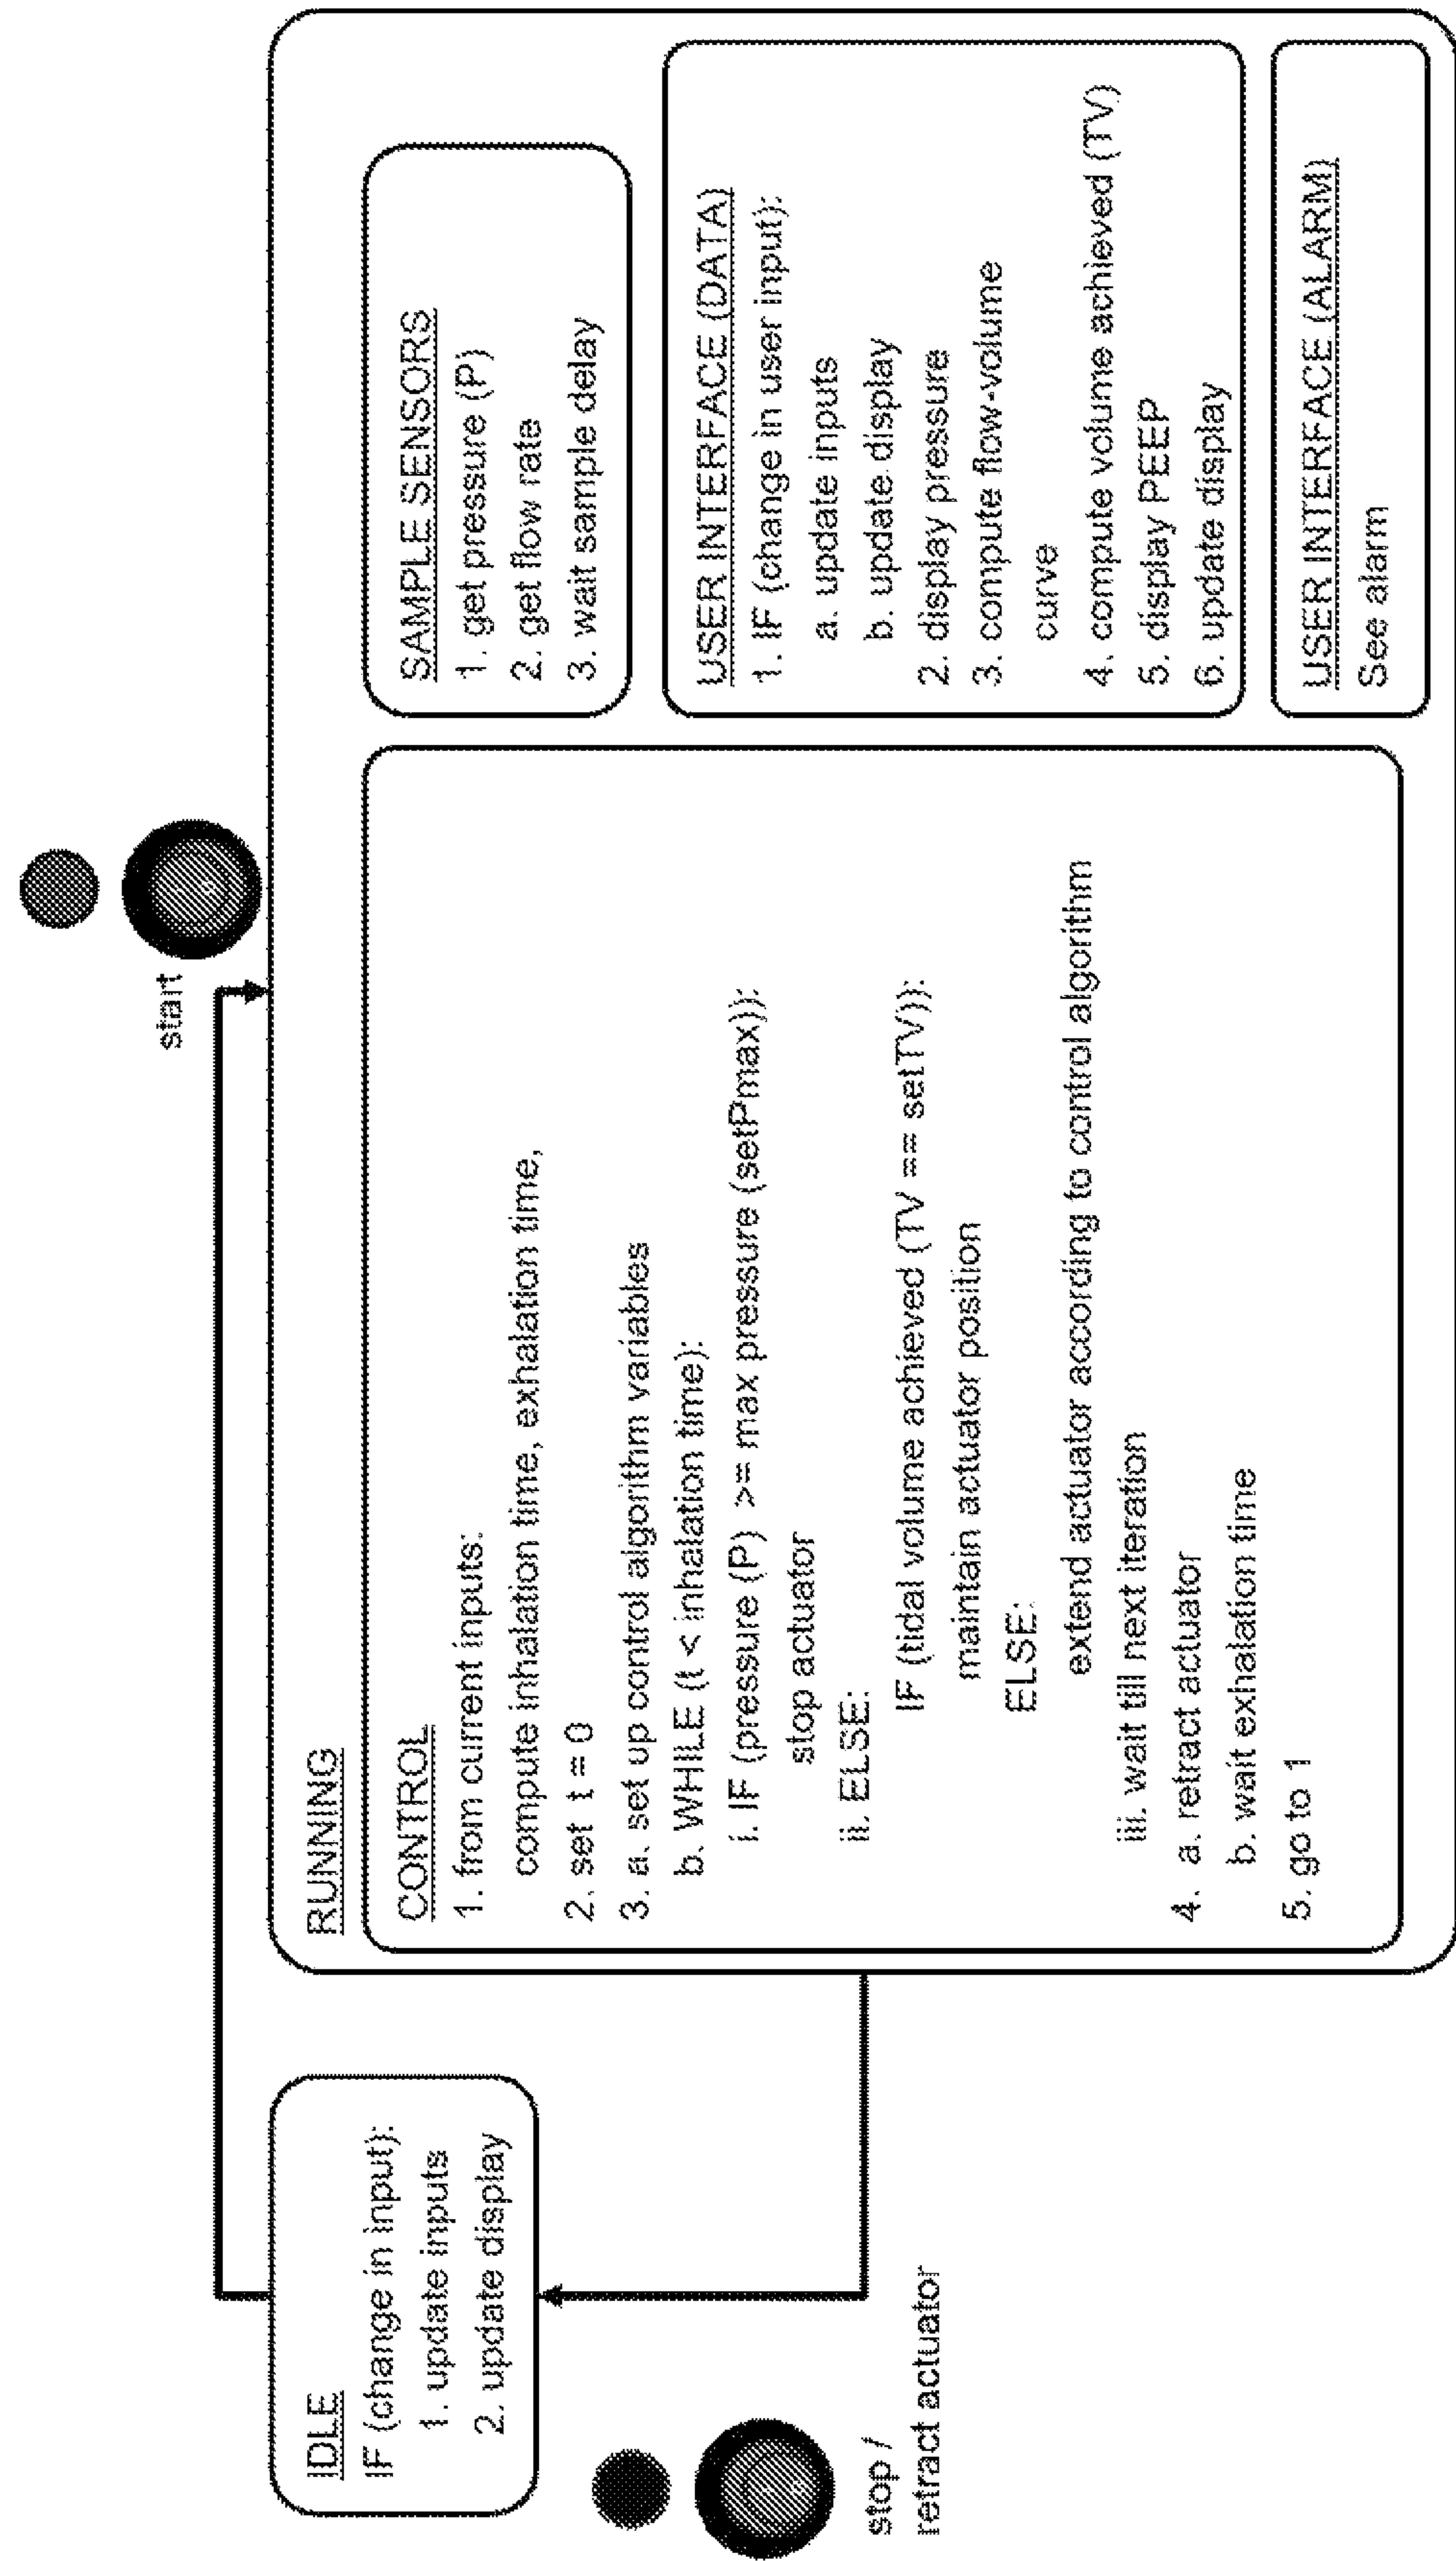 IDLE
IF (change in input):
1. update inputs
2. update display
stop /
retract actuator
start
RUNNING
CONTROL
1. from current inputs:
compute inhalation time, exhalation time,
2. set t = 0
3. a. set up control algorithm variables
b. WHILE (t < inhalation time):
i. IF (pressure (P) >= max pressure (setPmax)):
stop actuator
ii. ELSE:
IF (tidal volume achieved (TV == setTV)):
maintain actuator position
ELSE:
extend actuator according to control algorithm
iii. wait till next iteration
4. a. retract actuator
b. wait exhalation time
5. go to 1
SAMPLE SENSORS
1. get pressure (P)
2. get flow rate
3. wait sample delay
USER INTERFACE (DATA)
1. IF (change in user input):
a. update inputs
b. update display
2. display pressure
3. compute flow-volume
curve
4. compute volume achieved (TV)
5. display PEEP
6. update display
USER INTERFACE (ALARM)
See alarm